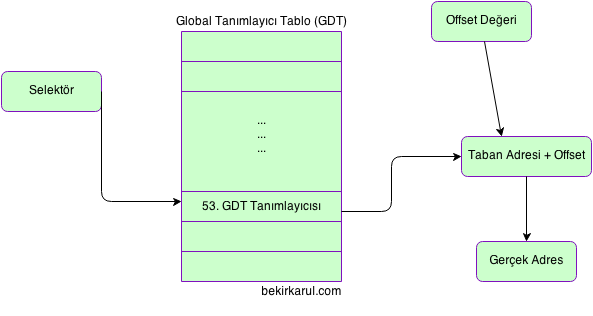 Global Tanımlayıcı Tablo (GDT)
Offset Değeri
Selektör
...
...
...
Taban Adresi + Offset
53. GDT Tanımlayıcısı
Gerçek Adres
bekirkarul.com